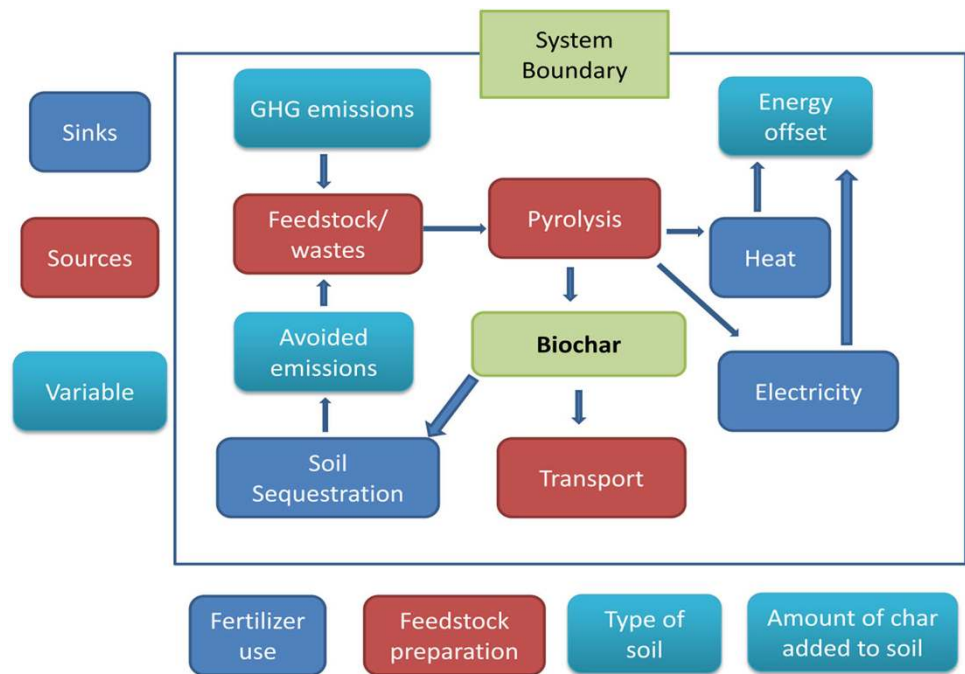 System
Boundary
GHG emissions
Energy
offset
Sinks
Feedstock/
wastes
Pyrolysis
Sources
Heat
Avoided
emissions
Biochar
Variable
Electricity
Soil
Sequestration
Transport
Fertilizer
use
Feedstock
preparation
Type of
soil
Amount of char
added to soil